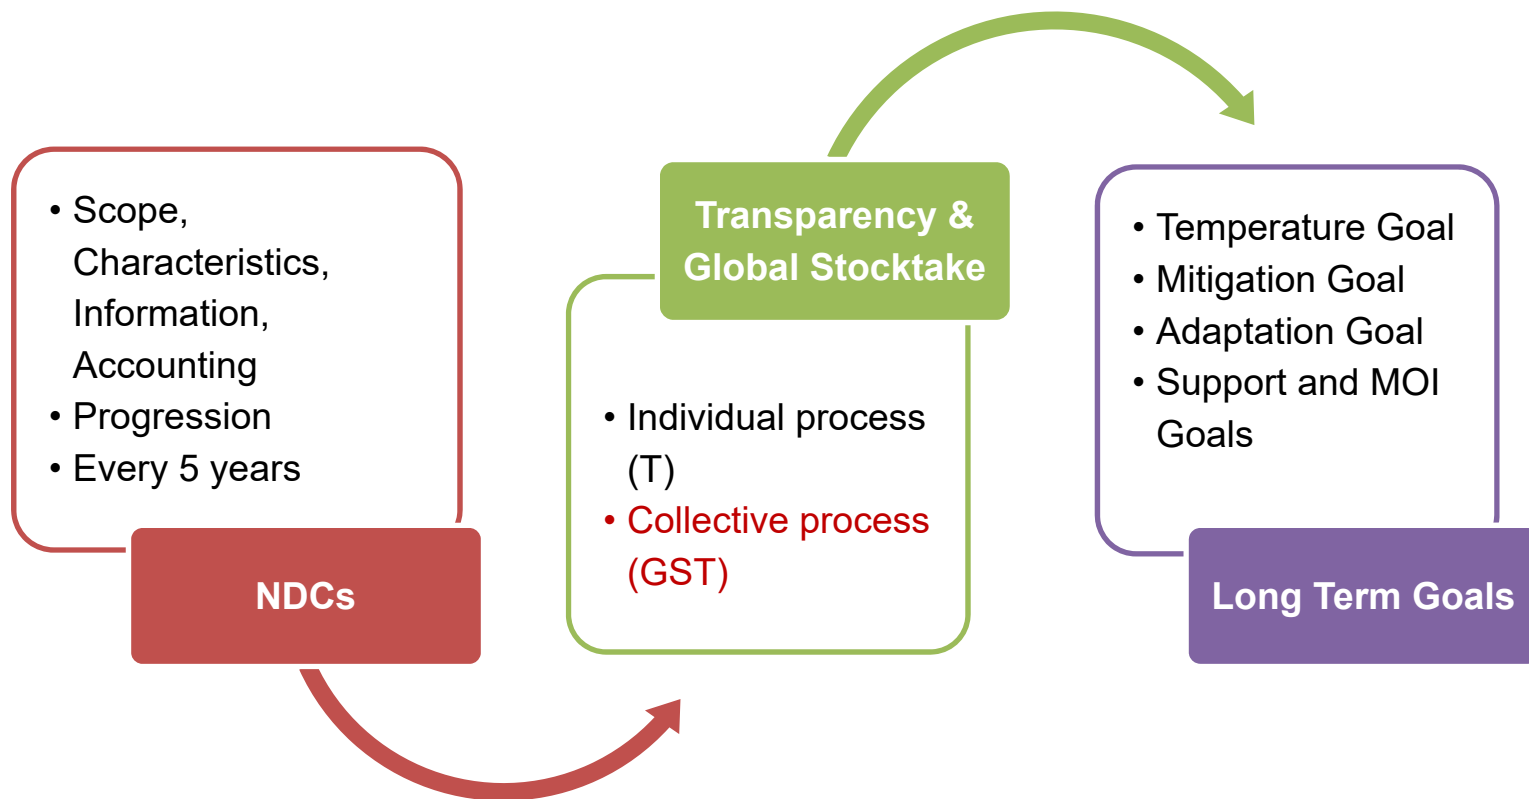 • Scope,
Characteristics,
Information,
Accounting
• Progression
• Every 5 years
NDCs
Transparency &
Global Stocktake
• Individual process
(T)
• Collective process
(GST)
• Temperature Goal
• Mitigation Goal
• Adaptation Goal
• Support and MOI
Goals
Long Term Goals